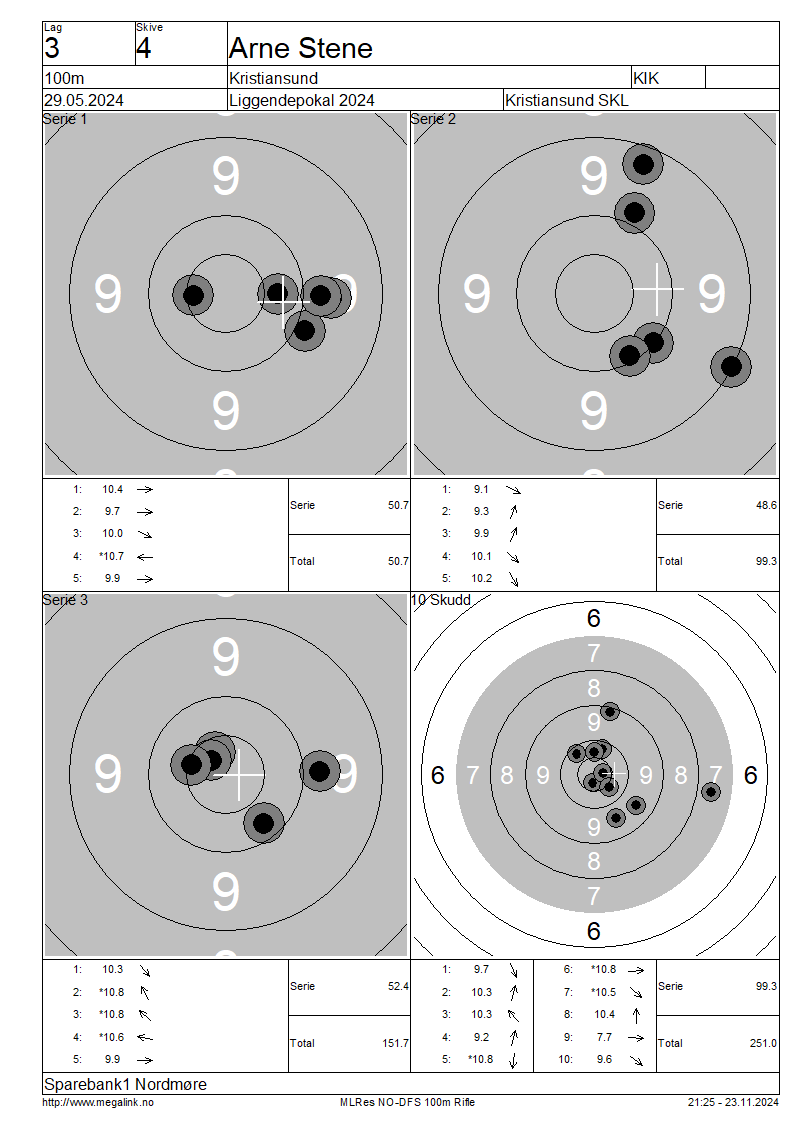 Lag
Skive
3
4
Arne Stene
100m
Kristiansund
KIK
29.05.2024
Liggendepokal 2024
Kristiansund SKL
Serie 1
9
9
9
9
Serie 2
9
9
9
9
1: 10.4
2: 9.7
3: 10.0
4: *10.7
5: 9.9
Serie 50.7
Total 50.7
1: 9.1
2: 9.3
3: 9.9
4: 10.1
5: 10.2
Serie 48.6
Total 99.3
Serie 3
9
9
9
9
10 Skudd
6
7
8
9
6 7 8 9 9 8 7 6
9
8
7
6
1: 10.3
2: *10.8
3: *10.8
4: *10.6
5: 9.9
Serie 52.4
Total 151.7
1: 9.7
2: 10.3
3: 10.3
4: 9.2
5: *10.8
6: *10.8
7: *10.5
8: 10.4
9: 7.7
10: 9.6
Serie 99.3
Total 251.0
Sparebank1 Nordmøre
http://www.megalink.no
MLRes NO-DFS 100m Rifle
21:25 - 23.11.2024